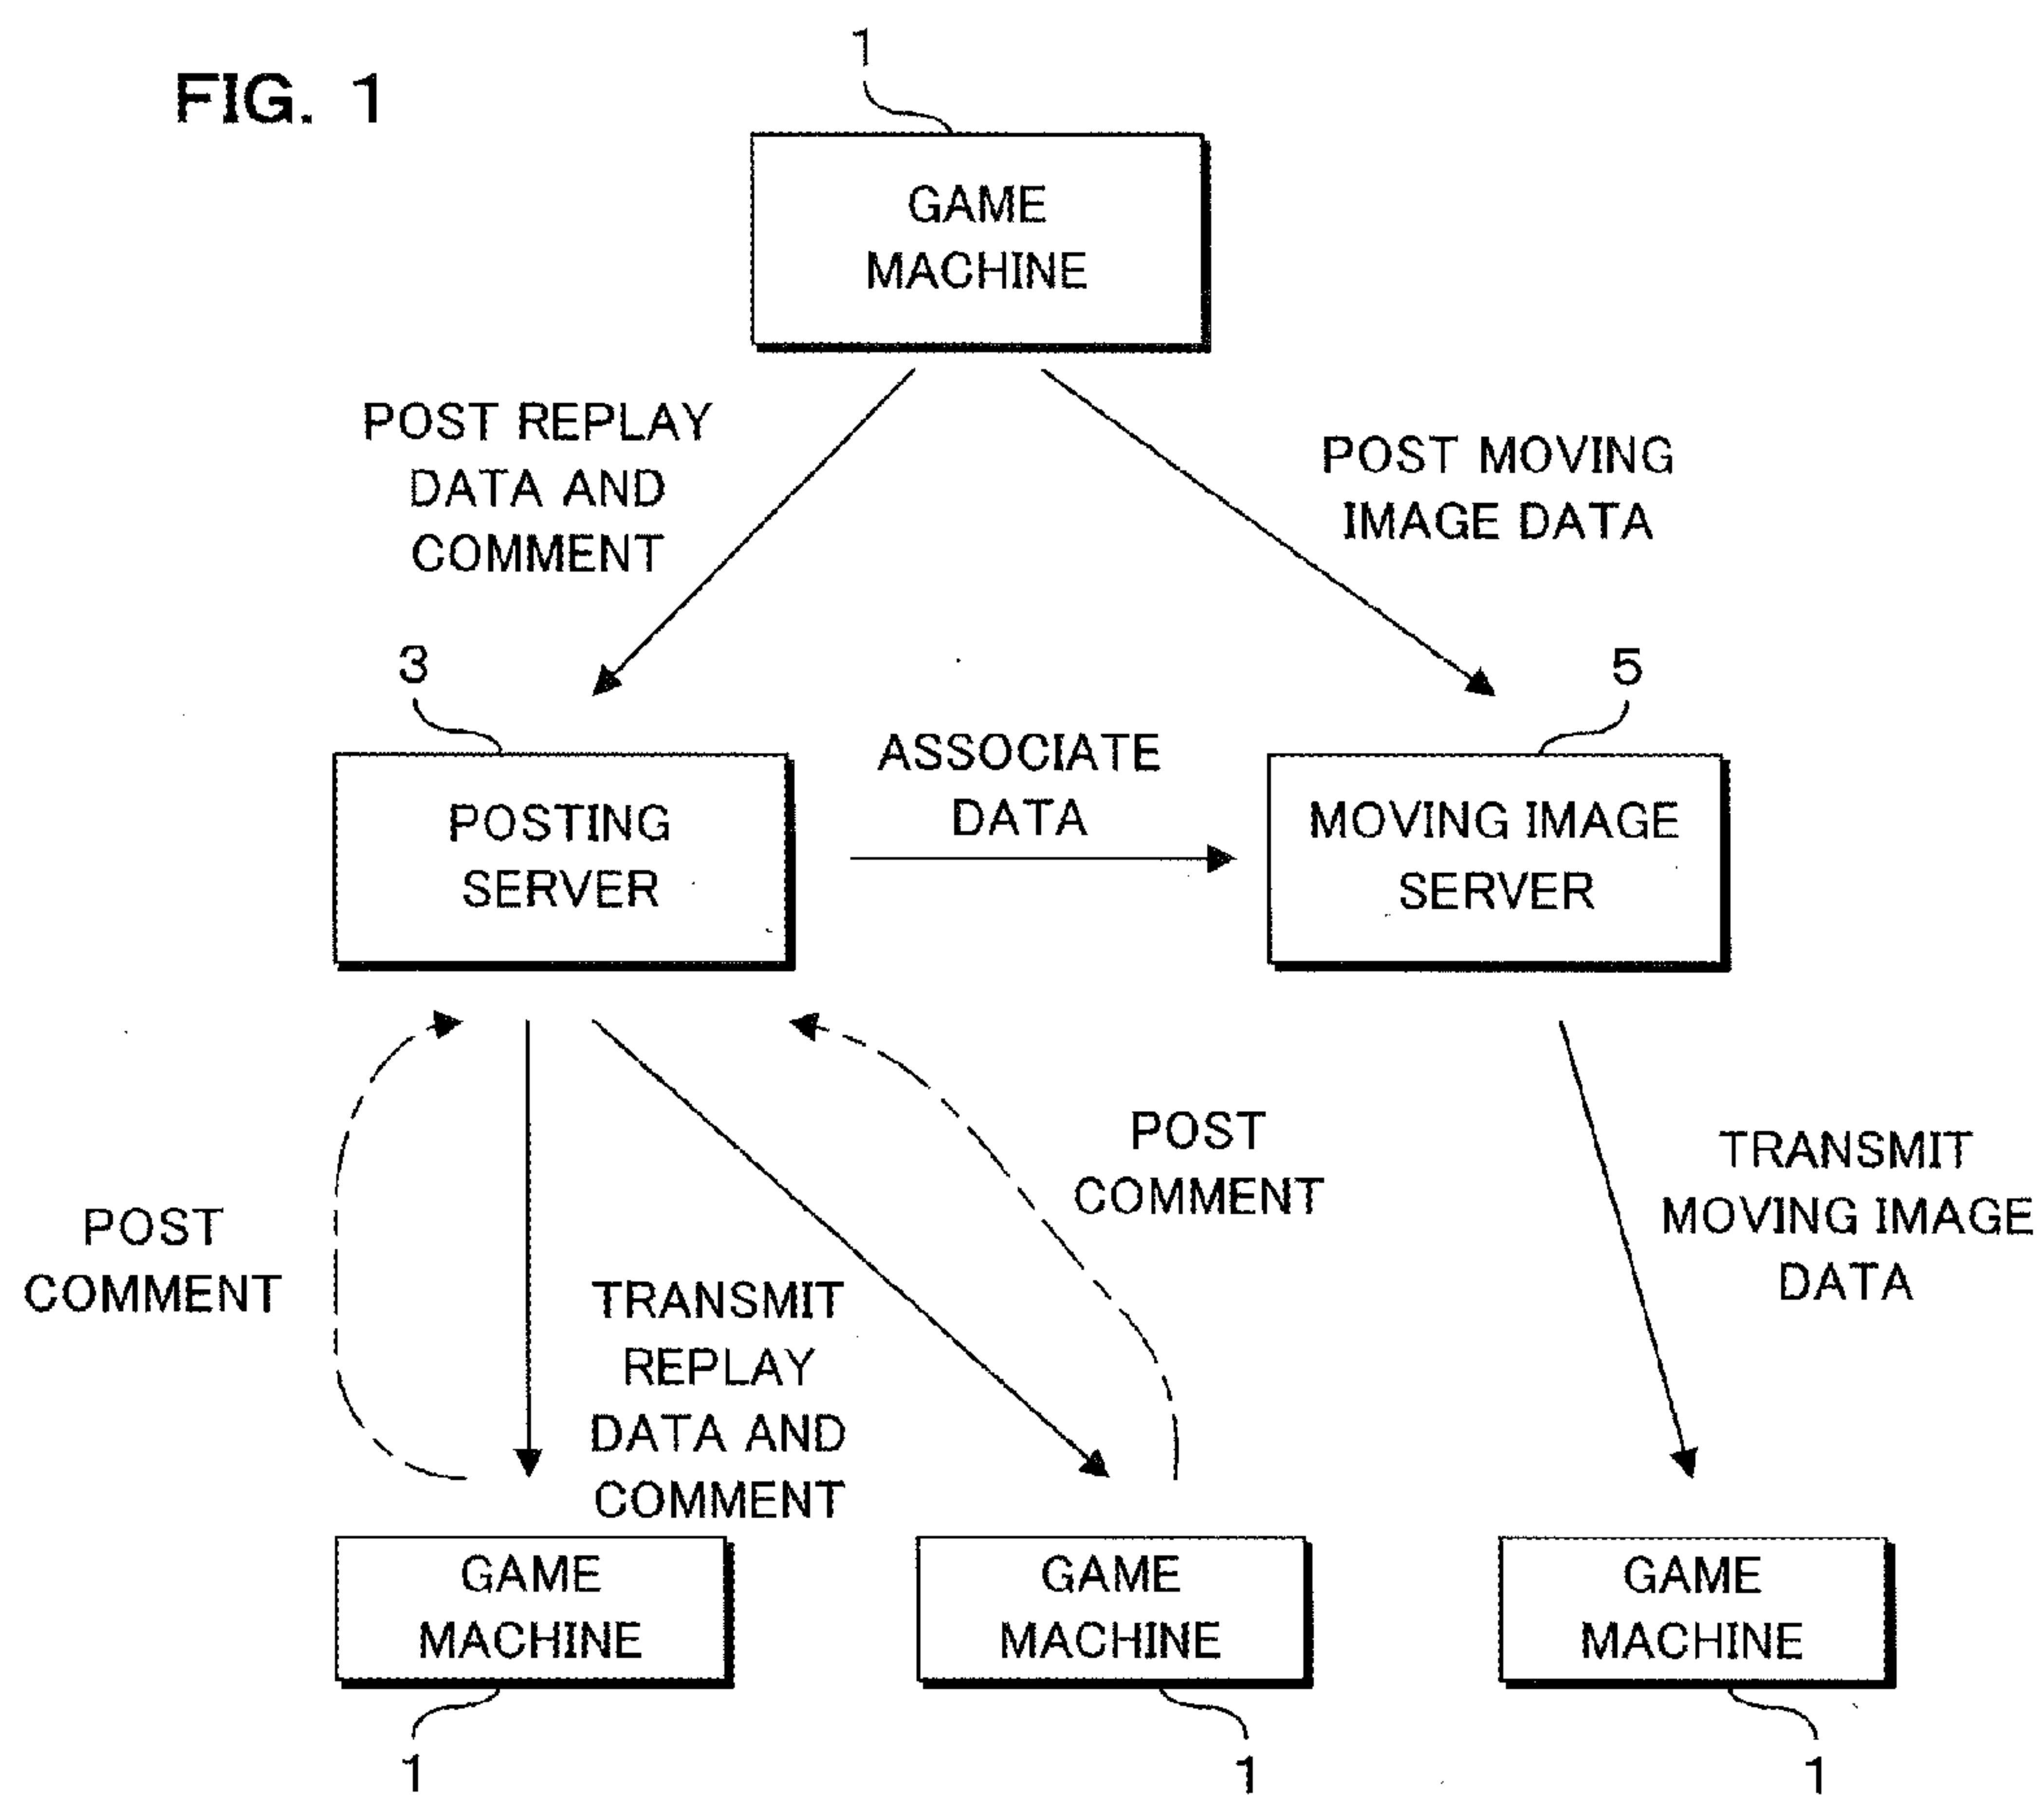 FIG. 1
1
GAME
MACHINE
POST REPLAY
DATA AND
COMMENT
POST MOVING
IMAGE DATA
3
5
ASSOCIATE
DATA
POSTING
SERVER
MOVING IMAGE
SERVER
POST
COMMENT
TRANSMIT
REPLAY
DATA AND
COMMENT
POST
COMMENT
TRANSMIT
MOVING IMAGE
DATA
GAME
MACHINE
GAME
MACHINE
GAME
MACHINE
1
1
1